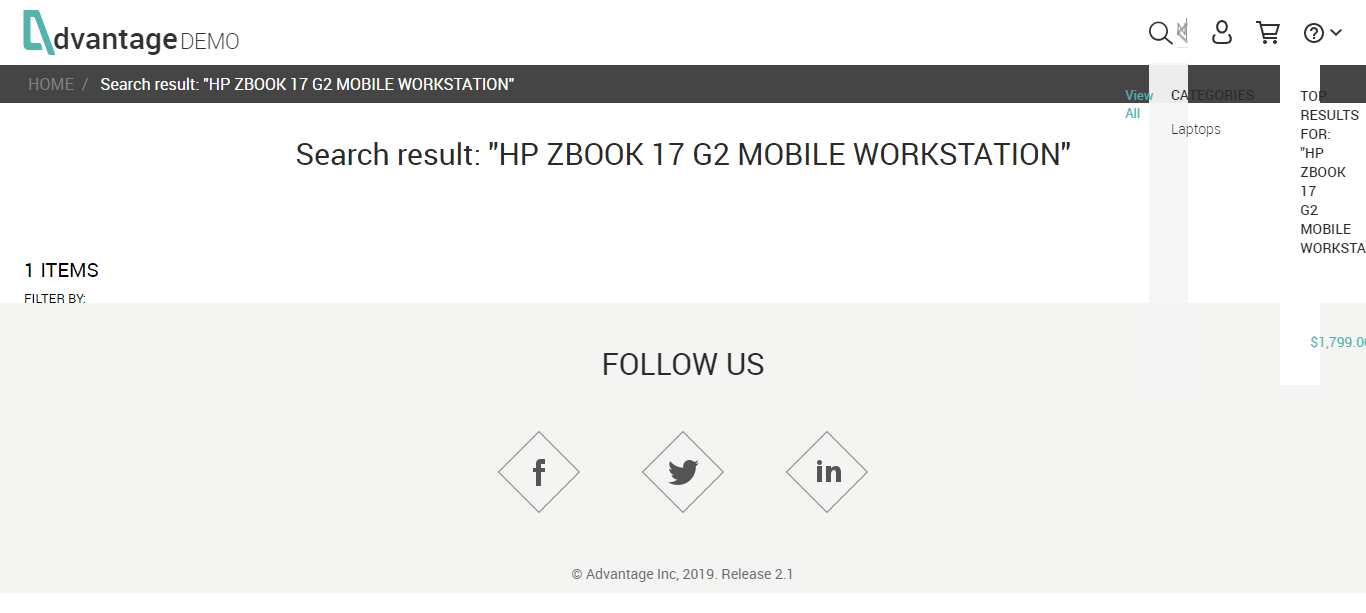 dvantage DEMO
HOME / Search result: "HP ZBOOK 17 G2 MOBILE WORKSTATION"
View
All
CATEGORIES
Laptops
TOP
RESULTS
FOR:
"HP
ZBOOK
17
G2
MOBILE
WORKSTA
Search result: "HP ZBOOK 17 G2 MOBILE WORKSTATION"
1 ITEMS
FILTER BY:
$1,799.00
FOLLOW US
f
in
© Advantage Inc, 2019. Release 2.1